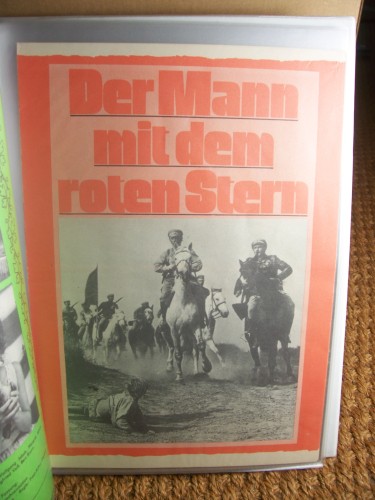 Der Mann
mit dem
roten Stern